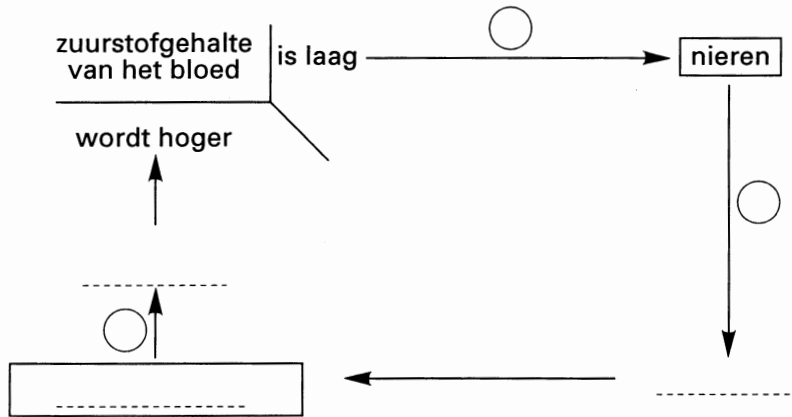 zuurstofgehalte
van het bloed
is laag
nieren
wordt hoger